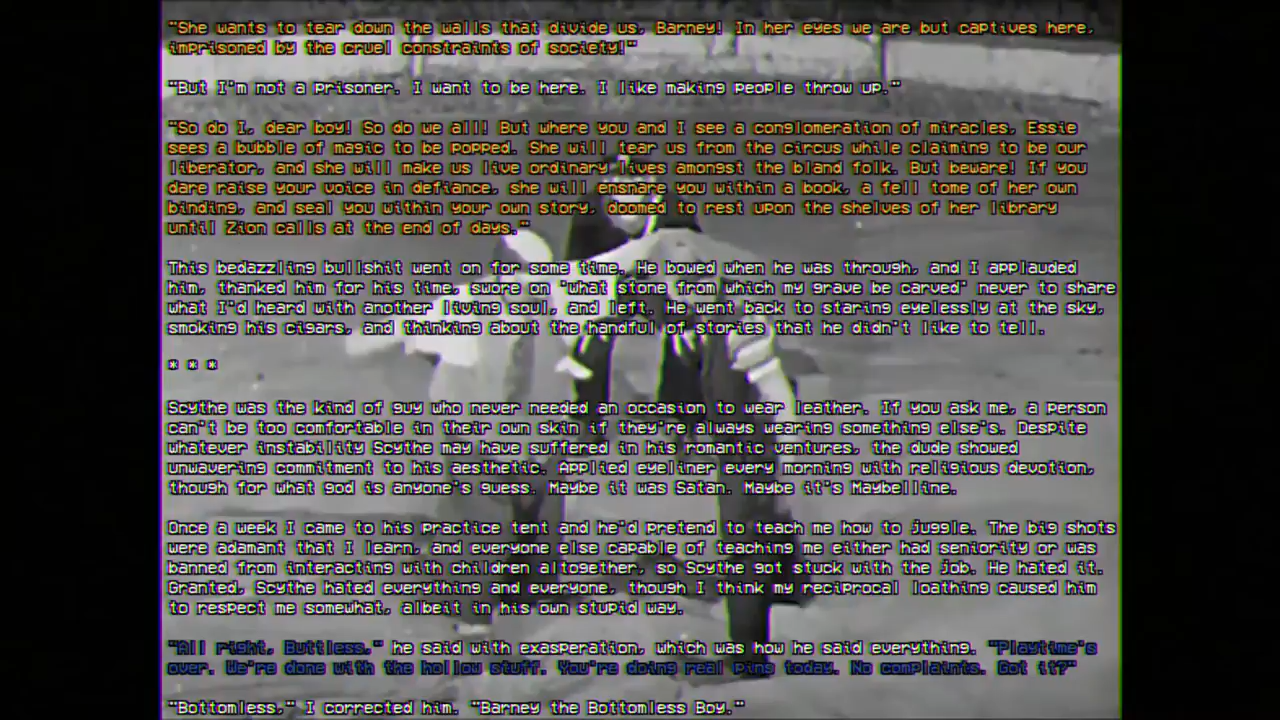 "She wants to tear down the walls that divide us, Barney! In her eyes we are but captives here,
imprisoned by the cruel constraints of society!"
"But I'm not a prisoner. I want to be here. I like making people throw up."
"So do I, dear boy! So do we all! But where you and I see a conglomeration of miracles, Essie
sees a bubble of magic to be popped. She will tear us from the circus while claiming to be our
liberator, and she will make us live ordinary lives amongst the bland folk. But beware! If you
dare raise your voice in defiance, she will ensnare you within a book, a fell tome of her own
binding, and seal you within your own story, doomed to rest upon the shelves of her library
until Zion calls at the end of days."
This bedazzling bullshit went on for some time. He bowed when he was through, and I applauded
him, thanked him for his time, swore on 'what stone from which my grave be carved' never to share
what I'd heard with another living soul, and left. He went back to staring eyelessly at the sky,
smoking his cigars, and thinking about the handful of stories that he didn't like to tell.
* * *
Scythe was the kind of guy who never needed an occasion to wear leather. If you ask me, a person
can't be too comfortable in their own skin if they're always wearing something else's. Despite
whatever instability Scythe may have suffered in his romantic ventures, the dude showed
unwavering commitment to his aesthetic. Applied eyeliner every morning with religious devotion,
though for what god is anyone's guess. Maybe it was Satan. Maybe it's Maybelline.
Once a week I came to his practice tent and he'd pretend to teach me how to juggle. The big shots
were adamant that I learn, and everyone else capable of teaching me either had seniority or was
banned from interacting with children altogether, so Scythe got stuck with the job. He hated it.
Granted, Scythe hated everything and everyone, though I think my reciprocal loathing caused him
to respect me somewhat, albeit in his own stupid way.
"All right, Buttless," he said with exasperation, which was how he said everything. "Playtime's
over. We're done with the hollow stuff. You're doing real pins today. No complaints. Got it?"
"Bottomless," I corrected him. "Barney the Bottomless Boy."